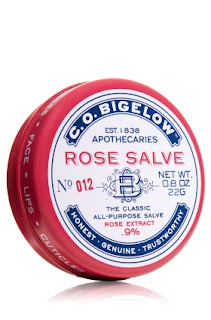 C.O. BIGELOW
EST. 1838
APOTHECARIES
ROSE SALVE
Nº 012
NET WT.
0.8 OZ
22G
THE CLASSIC
ALL-PURPOSE SALVE
ROSE EXTRACT
.9%
HONEST · GENUINE · TRUSTWORTHY
FACE · LIPS · CUTICLES